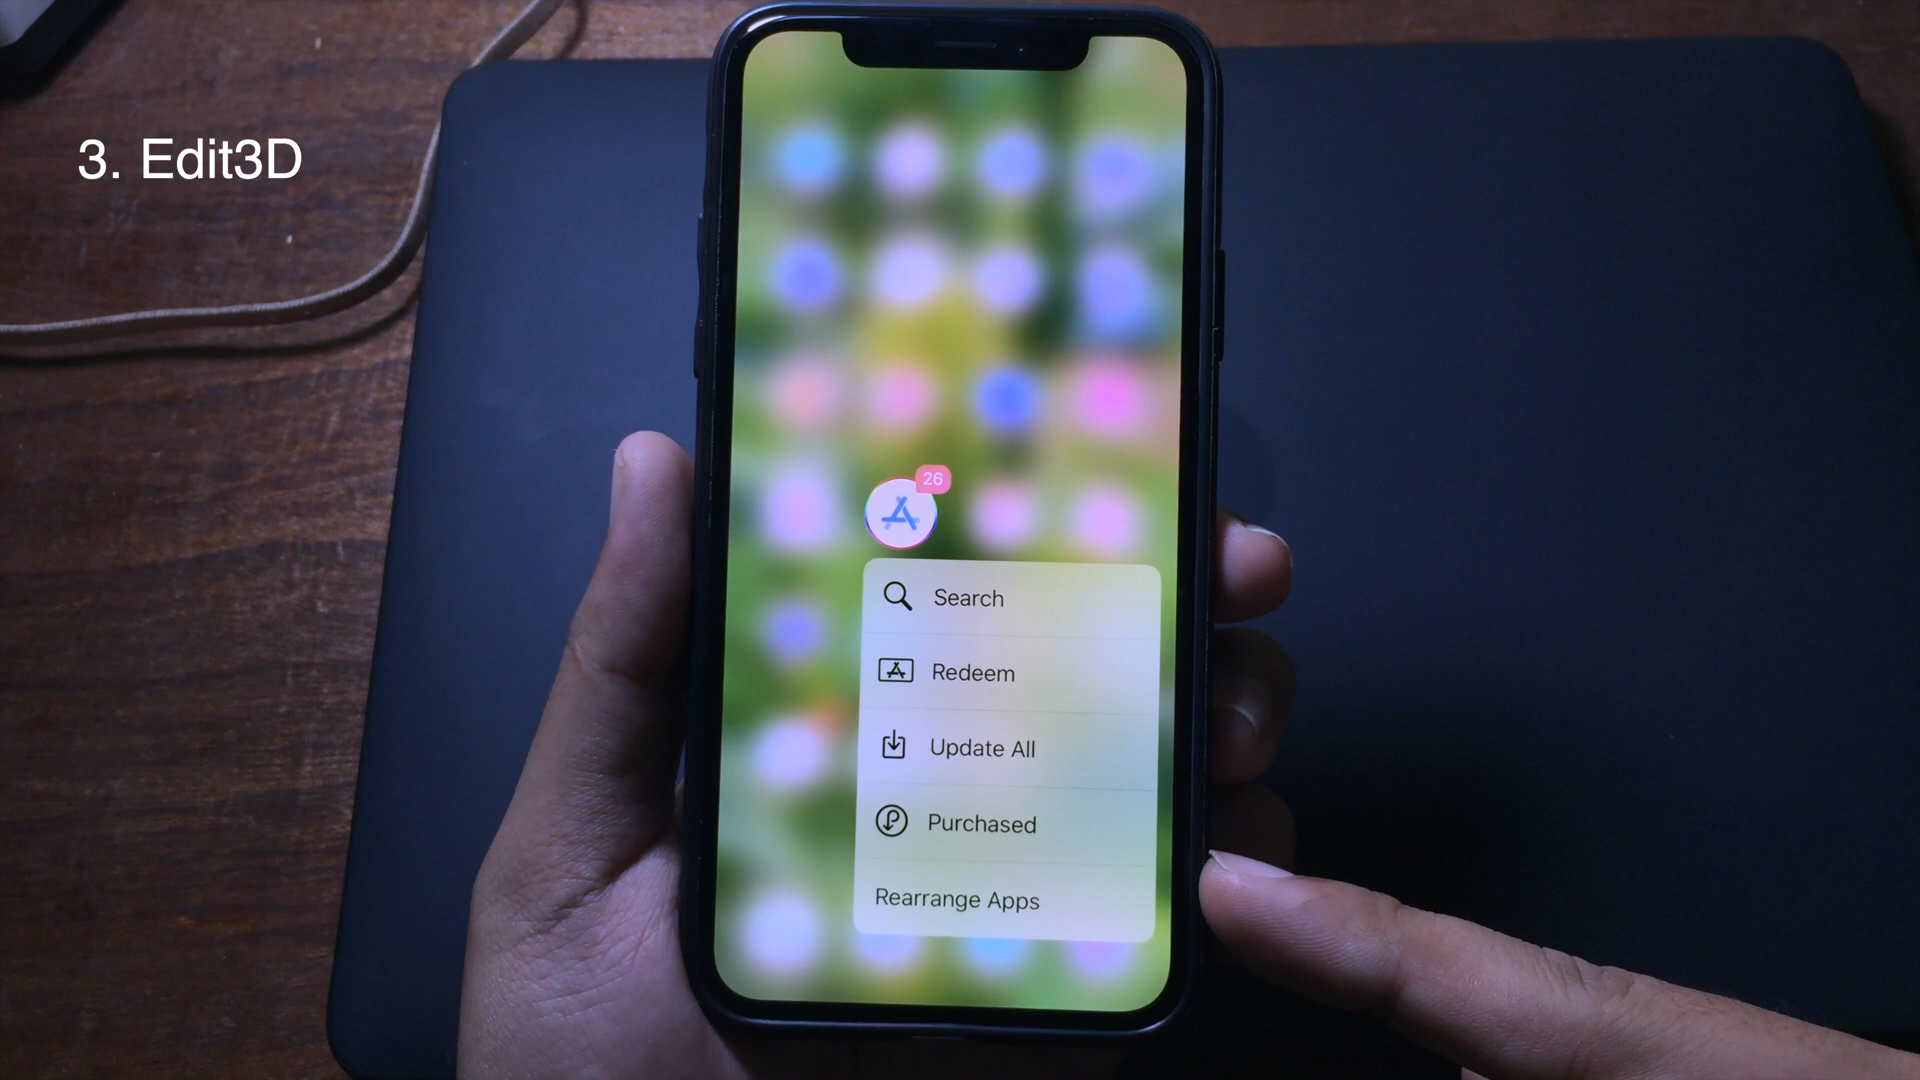 3. Edit3D
26
Search
Redeem
Update All
Purchased
Rearrange Apps